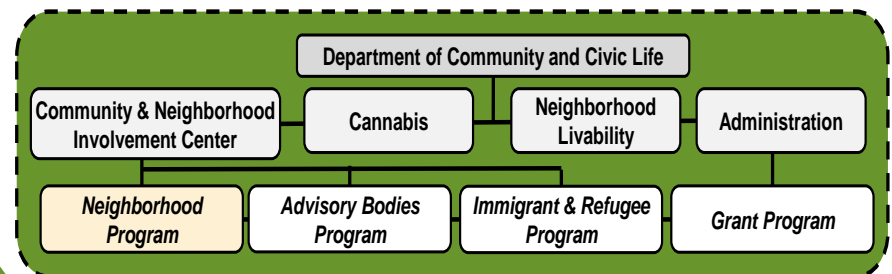 Department of Community and Civic Life
Community & Neighborhood
Involvement Center
Cannabis
Neighborhood
Livability
Administration
Neighborhood
Program
Advisory Bodies
Program
Immigrant & Refugee
Program
Grant Program